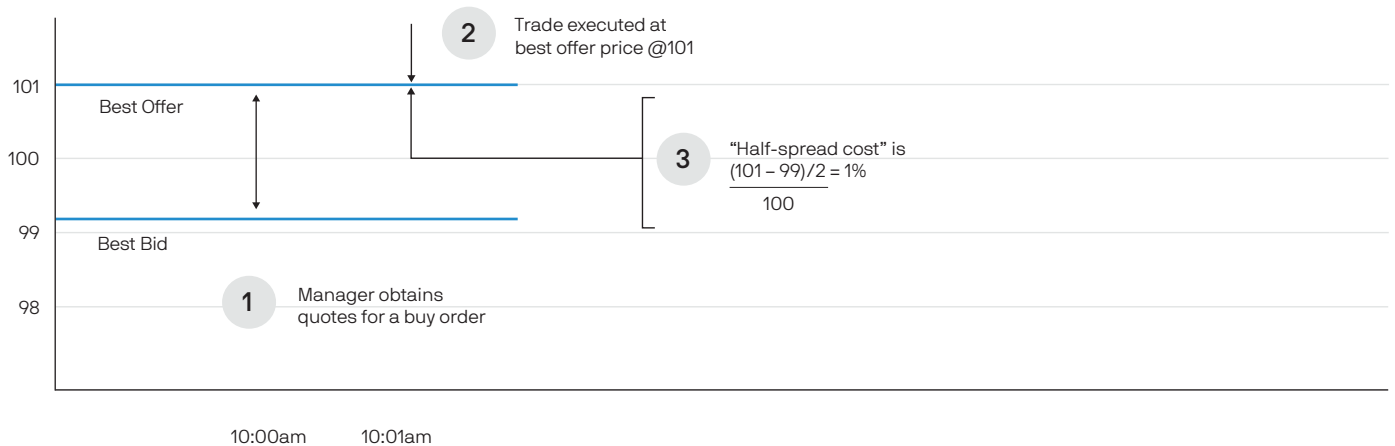 2
Trade executed at
best offer price @101
101
Best Offer
100
3
“Half-spread cost” is
(101 – 99)/2 = 1%
100
99
Best Bid
98
1
Manager obtains
quotes for a buy order
10:00am 10:01am